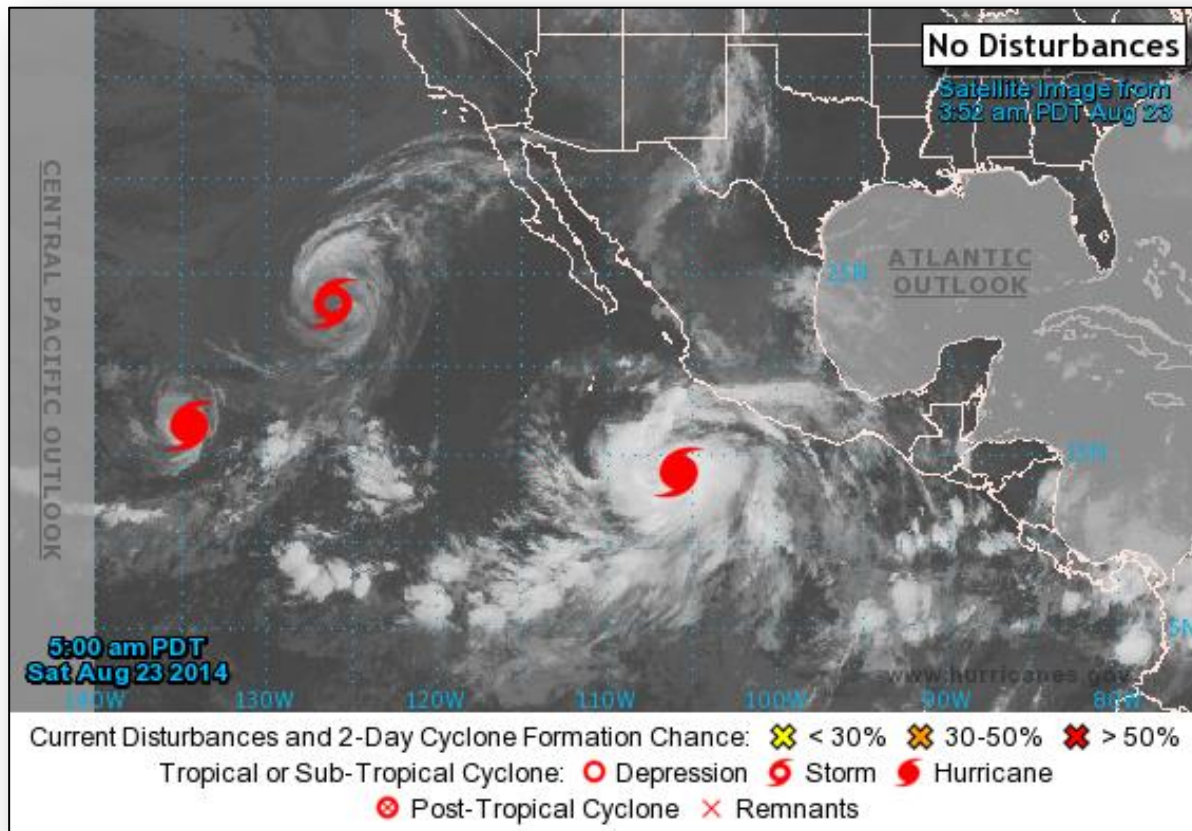 No Disturbances
Satellite Image from
3:52 am PDT Aug 23
CENTRAL PACIFIC OUTLOOK
ATLANTIC
OUTLOOK
25N
15N
5N
5:00 am PDT
Sat Aug 23 2014
www.hurricanes.gov
140W 130W 120W 110W 100W 90W 80W
Current Disturbances and 2-Day Cyclone Formation Chance: < 30% 30-50% > 50%
Tropical or Sub-Tropical Cyclone: Depression Storm Hurricane
Post-Tropical Cyclone Remnants